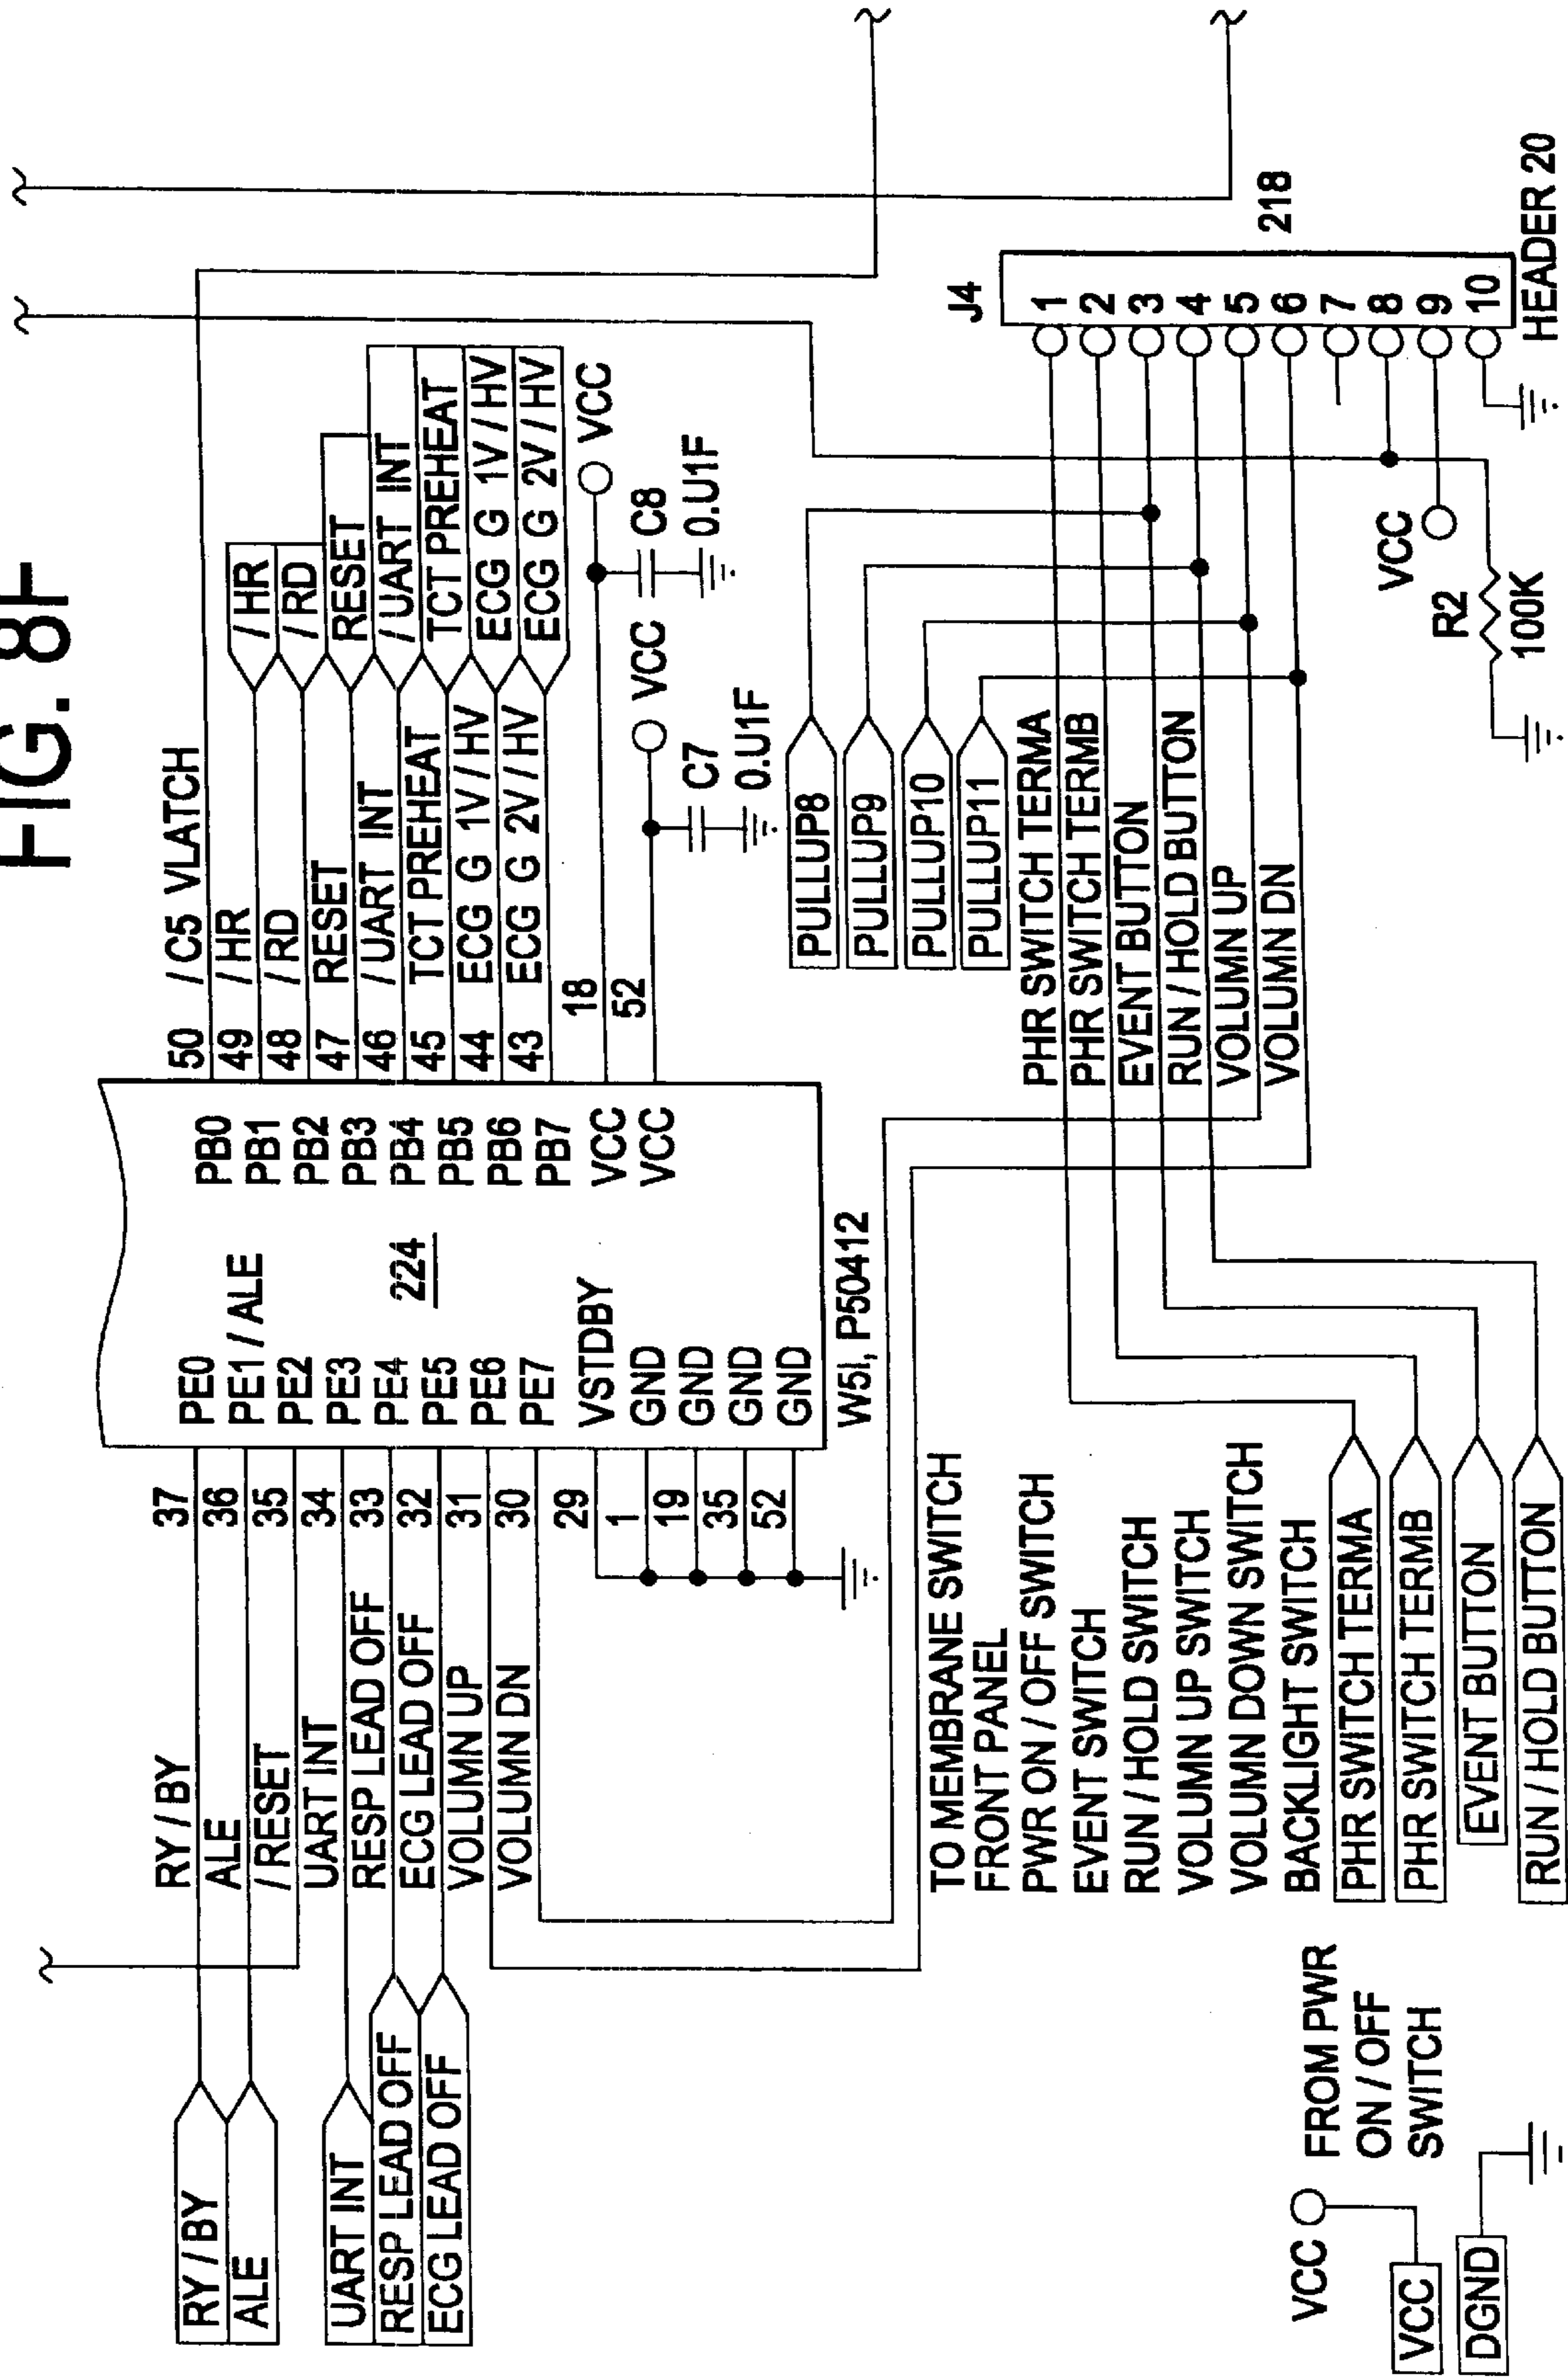 FIG. 8F
RY / BY
ALE
UART INT
RESP LEAD OFF
ECG LEAD OFF
RY / BY
ALE
/ RESET
UART INT
RESP LEAD OFF
ECG LEAD OFF
VOLUMN UP
VOLUMN DN
37
36
35
34
33
32
31
30
29
1
19
35
52
PE0
PE1 / ALE
PE2
PE3
PE4
PE5
PE6
PE7
VSTDBY
GND
GND
GND
GND
224
PB0
PB1
PB2
PB3
PB4
PB5
PB6
PB7
VCC
VCC
W5I, P50412
50 / C5 VLATCH
49 / HR
48 / RD
47 RESET
46 / UART INT
45 TCT PREHEAT
44 ECG G 1V / HV
43 ECG G 2V / HV
18
52
/ HR
/ RD
RESET
/ UART INT
TCT PREHEAT
ECG G 1V / HV
ECG G 2V / HV
VCC
C8
0.U1F
VCC
C7
0.U1F
PULLUP8
PULLUP9
PULLUP10
PULLUP11
PHR SWITCH TERMA
PHR SWITCH TERMB
EVENT BUTTON
RUN / HOLD BUTTON
VOLUMN UP
VOLUMN DN
J4
1
2
3
4
5
6
7
8
9
10
218
HEADER 20
VCC
R2
100K
TO MEMBRANE SWITCH
FRONT PANEL
PWR ON / OFF SWITCH
EVENT SWITCH
RUN / HOLD SWITCH
VOLUMN UP SWITCH
VOLUMN DOWN SWITCH
BACKLIGHT SWITCH
PHR SWITCH TERMA
PHR SWITCH TERMB
EVENT BUTTON
RUN / HOLD BUTTON
VCC
FROM PWR
ON / OFF
SWITCH
VCC
DGND